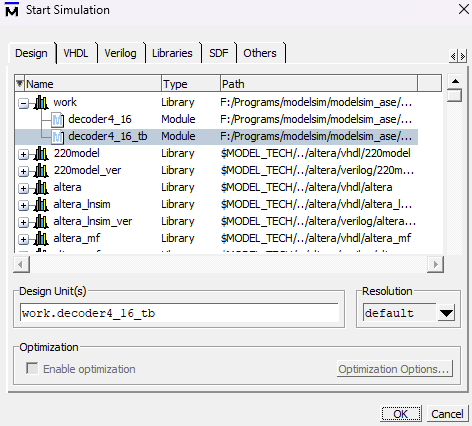 Start Simulation
Design VHDL Verilog Libraries SDF Others
Name Type Path
work Library F:/Programs/modelsim/modelsim_ase/...
decoder4_16 Module F:/Programs/modelsim/modelsim_ase/...
decoder4_16_tb Module F:/Programs/modelsim/modelsim_ase/...
220model Library $MODEL_TECH/../altera/vhdl/220model
220model_ver Library $MODEL_TECH/../altera/verilog/220m...
altera Library $MODEL_TECH/../altera/vhdl/altera
altera_lnsim Library $MODEL_TECH/../altera/vhdl/altera_l...
altera_lnsim_ver Library $MODEL_TECH/../altera/verilog/altera...
altera_mf Library $MODEL_TECH/../altera/vhdl/altera_mf
Design Unit(s) Resolution
work.decoder4_16_tb default
Optimization
Enable optimization Optimization Options...
OK Cancel